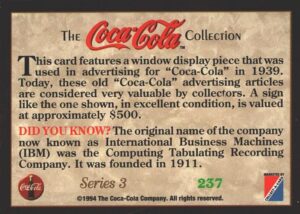 The Coca-Cola Collection
This card features a window display piece that was
used in advertising for “Coca-Cola” in 1939.
Today, these old “Coca-Cola” advertising articles
are considered very valuable by collectors. A sign
like the one shown, in excellent condition, is valued
at approximately $500.
DID YOU KNOW? The original name of the company
now known as International Business Machines
(IBM) was the Computing Tabulating Recording
Company. It was founded in 1911.
Coca-Cola
Series 3
237
©1994 The Coca-Cola Company. All rights reserved.